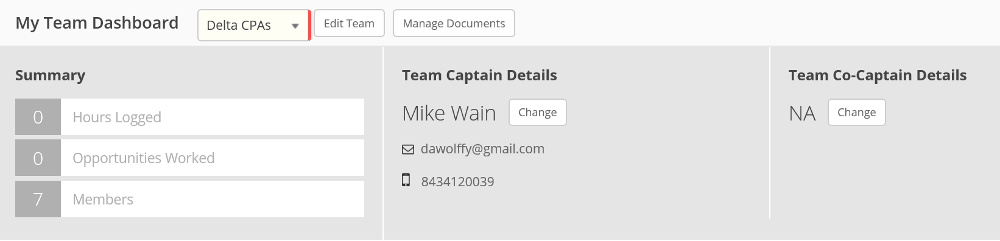 My Team Dashboard
Delta CPAs
Edit Team
Manage Documents
Summary
0 Hours Logged
0 Opportunities Worked
7 Members
Team Captain Details
Mike Wain
Change
dawolffy@gmail.com
8434120039
Team Co-Captain Details
NA
Change